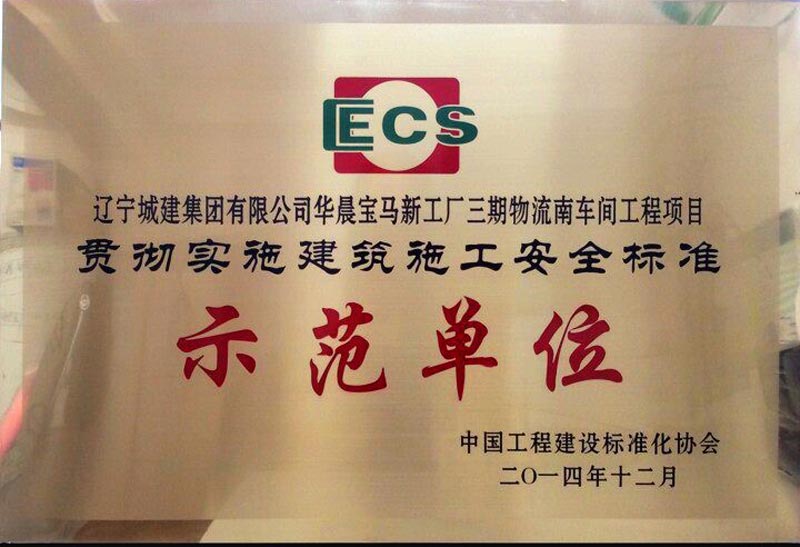 CECS
辽宁城建集团有限公司华晨宝马新工厂三期物流南车间工程项目
贯彻实施建筑施工安全标准
示范单位
中国工程建设标准化协会
二〇一四年十二月